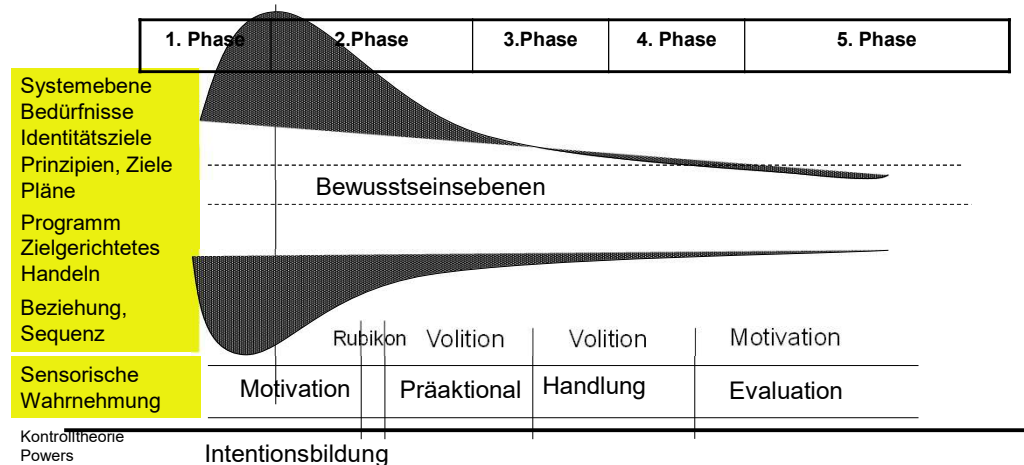 1. Phase 2.Phase 3.Phase 4. Phase 5. Phase
Systemebene
Bedürfnisse
Identitätsziele
Prinzipien, Ziele
Pläne
Bewusstseinsebenen
Programm
Zielgerichtetes
Handeln
Beziehung,
Sequenz
Rubikon Volition Volition Motivation
Sensorische
Wahrnehmung
Motivation Präaktional Handlung Evaluation
Kontrolltheorie
Powers
Intentionsbildung